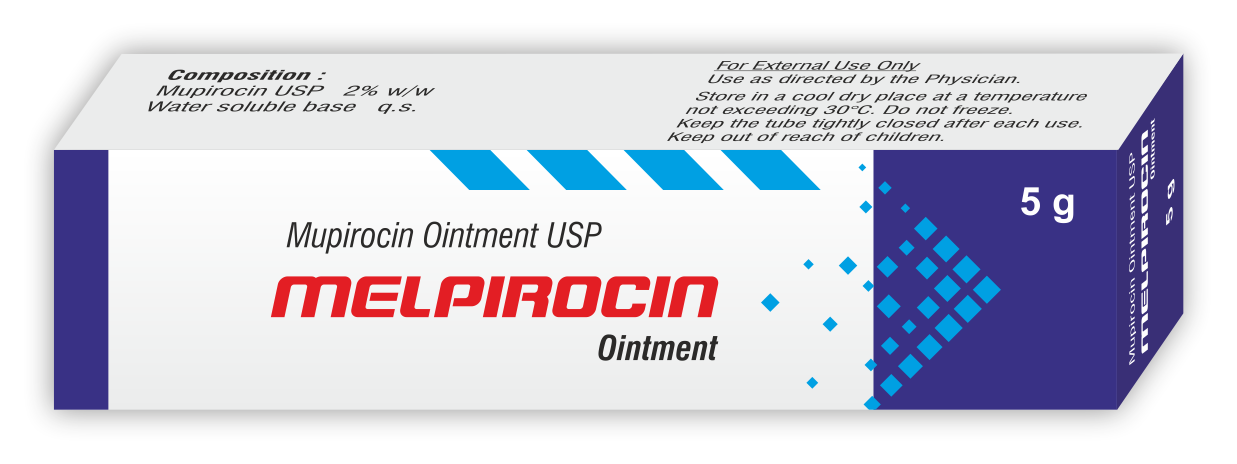 Composition :
Mupirocin USP 2% w/w
Water soluble base q.s.
For External Use Only
Use as directed by the Physician.
Store in a cool dry place at a temperature
not exceeding 30°C. Do not freeze.
Keep the tube tightly closed after each use.
Keep out of reach of children.
5 g
Mupirocin Ointment USP
MELPIROCIN
Ointment
Mupirocin Ointment USP
MELPIROCIN
Ointment
5 g